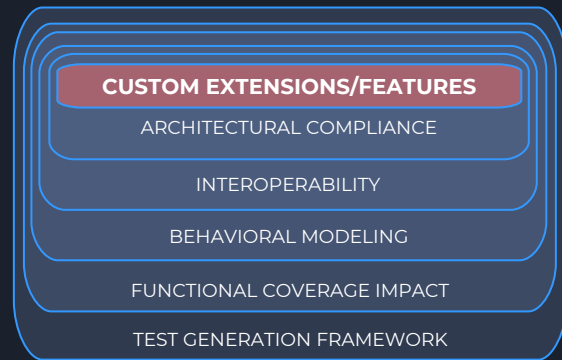 CUSTOM EXTENSIONS/FEATURES
ARCHITECTURAL COMPLIANCE
INTEROPERABILITY
BEHAVIORAL MODELING
FUNCTIONAL COVERAGE IMPACT
TEST GENERATION FRAMEWORK